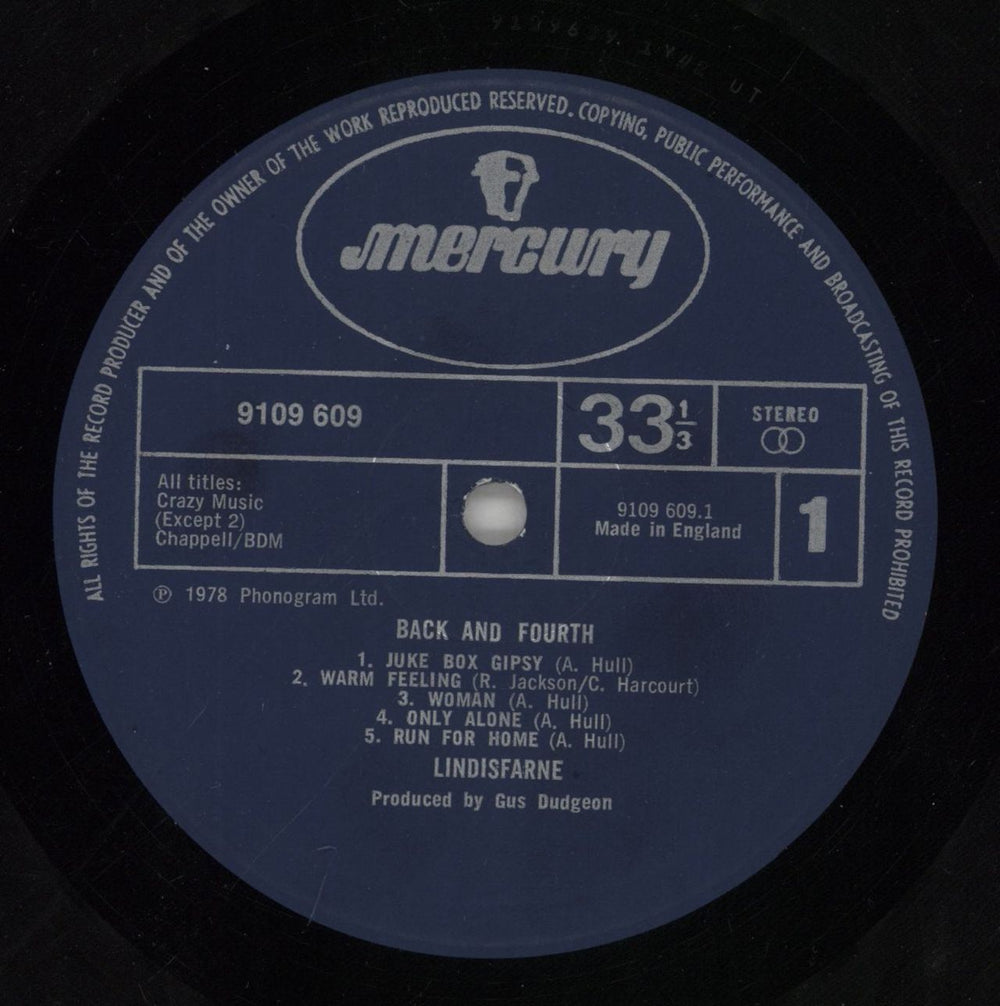 ALL RIGHTS OF THE RECORD PRODUCER AND OF THE OWNER OF THE WORK REPRODUCED RESERVED. COPYING, PUBLIC PERFORMANCE AND BROADCASTING OF THIS RECORD PROHIBITED
mercury
9109 609
33 1/3
STEREO
All titles:
Crazy Music
(Except 2)
Chappell/BDM
9109 609.1
Made in England
1
℗ 1978 Phonogram Ltd.
BACK AND FOURTH
1. JUKE BOX GIPSY (A. Hull)
2. WARM FEELING (R. Jackson/C. Harcourt)
3. WOMAN (A. Hull)
4. ONLY ALONE (A. Hull)
5. RUN FOR HOME (A. Hull)
LINDISFARNE
Produced by Gus Dudgeon